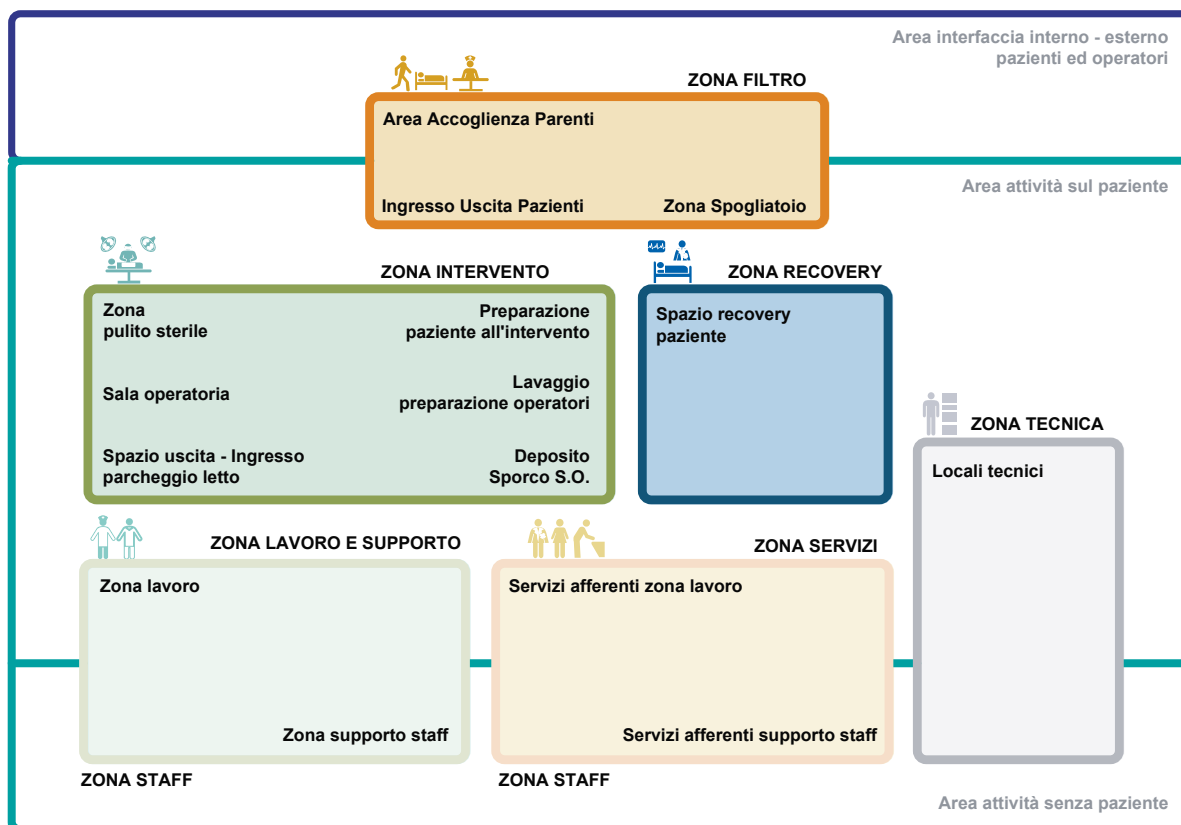 Area interfaccia interno - esterno
pazienti ed operatori
ZONA FILTRO
Area Accoglienza Parenti
Ingresso Uscita Pazienti
Zona Spogliatoio
Area attività sul paziente
ZONA INTERVENTO
Zona
pulito sterile
Preparazione
paziente all'intervento
Sala operatoria
Lavaggio
preparazione operatori
Spazio uscita - Ingresso
parcheggio letto
Deposito
Sporco S.O.
ZONA RECOVERY
Spazio recovery
paziente
ZONA TECNICA
Locali tecnici
ZONA LAVORO E SUPPORTO
Zona lavoro
Zona supporto staff
ZONA STAFF
ZONA SERVIZI
Servizi afferenti zona lavoro
Servizi afferenti supporto staff
ZONA STAFF
Area attività senza paziente